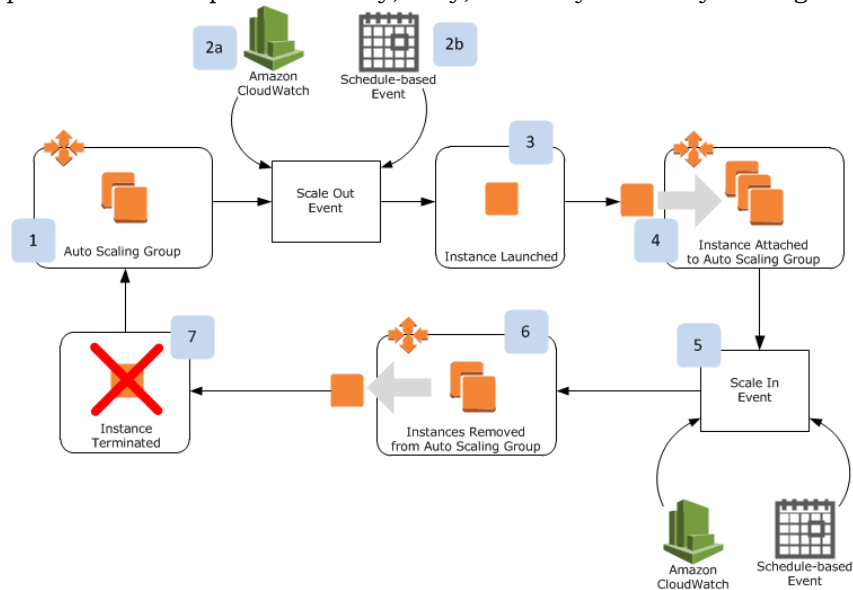 2a
2b
Amazon
CloudWatch
Schedule-based
Event
1
Auto Scaling Group
Scale Out
Event
3
Instance Launched
4
Instance Attached
to Auto Scaling Group
7
Instance
Terminated
6
Instances Removed
from Auto Scaling Group
5
Scale In
Event
Amazon
CloudWatch
Schedule-based
Event